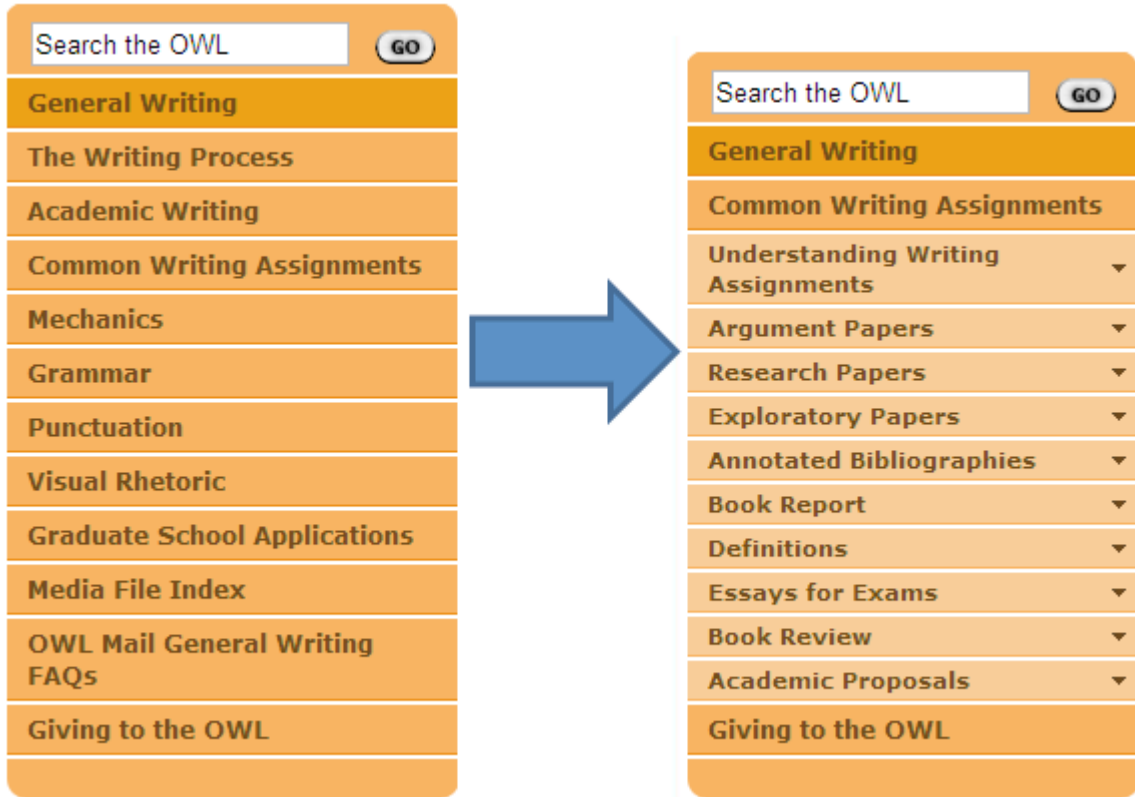 Search the OWL
GO
General Writing
The Writing Process
Academic Writing
Common Writing Assignments
Mechanics
Grammar
Punctuation
Visual Rhetoric
Graduate School Applications
Media File Index
OWL Mail General Writing
FAQs
Giving to the OWL
Search the OWL
GO
General Writing
Common Writing Assignments
Understanding Writing
Assignments
Argument Papers
Research Papers
Exploratory Papers
Annotated Bibliographies
Book Report
Definitions
Essays for Exams
Book Review
Academic Proposals
Giving to the OWL